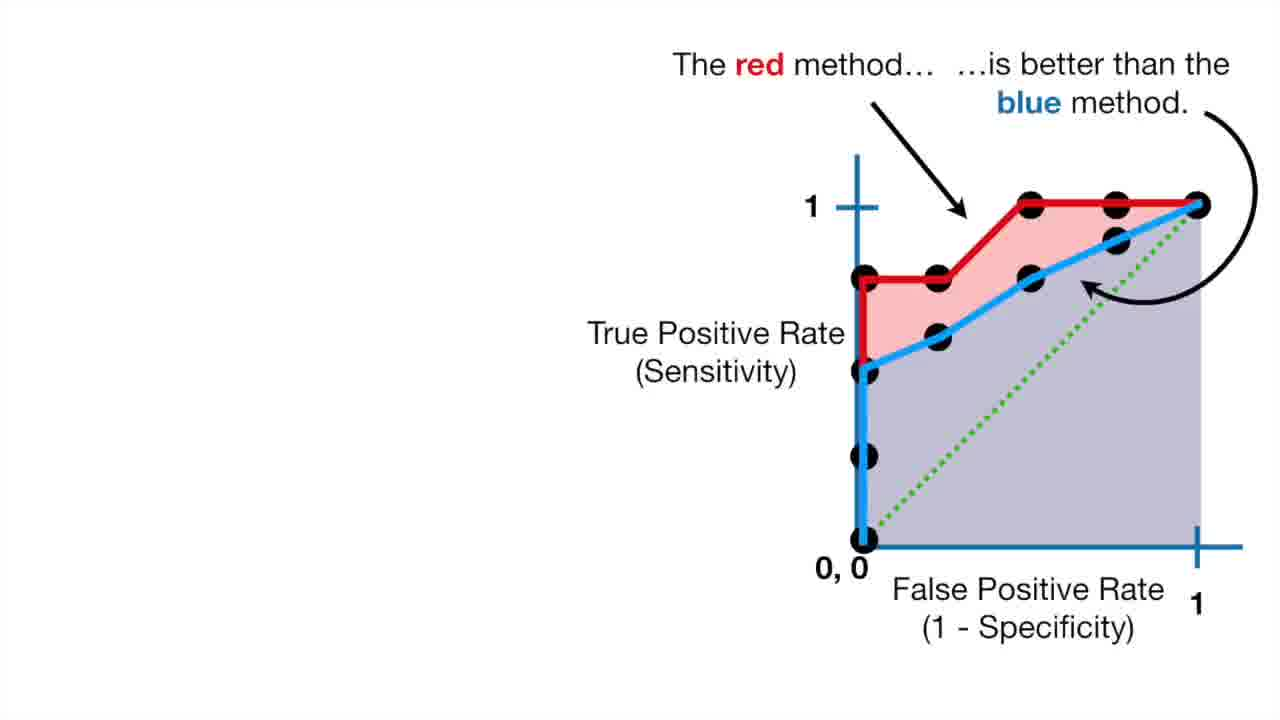 The red method…
…is better than the
blue method.
1
True Positive Rate
(Sensitivity)
0, 0
False Positive Rate
(1 - Specificity)
1